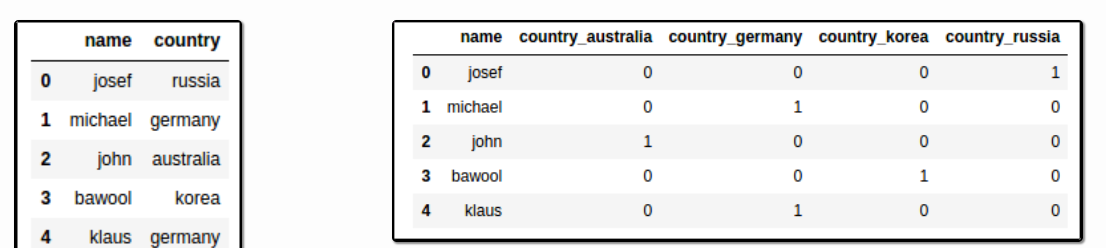 name country
0 josef russia
1 michael germany
2 john australia
3 bawool korea
4 klaus germany
name country_australia country_germany country_korea country_russia
0 josef 0 0 0 1
1 michael 0 1 0 0
2 john 1 0 0 0
3 bawool 0 0 1 0
4 klaus 0 1 0 0